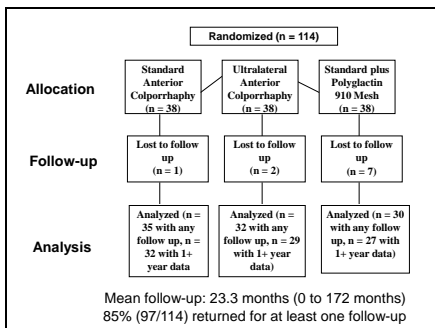 Randomized (n = 114)
Allocation
Standard
Anterior
Colporrhaphy
(n = 38)
Ultralateral
Anterior
Colporrhaphy
(n = 38)
Standard plus
Polyglactin
910 Mesh
(n = 38)
Follow-up
Lost to follow
up
(n = 1)
Lost to follow
up
(n = 2)
Lost to follow
up
(n = 7)
Analysis
Analyzed (n =
35 with any
follow up, n =
32 with 1+
year data
Analyzed (n =
32 with any
follow up, n = 29
with 1+ year
data)
Analyzed (n = 30
with any follow
up, n = 27 with
1+ year data)
Mean follow-up: 23.3 months (0 to 172 months)
85% (97/114) returned for at least one follow-up